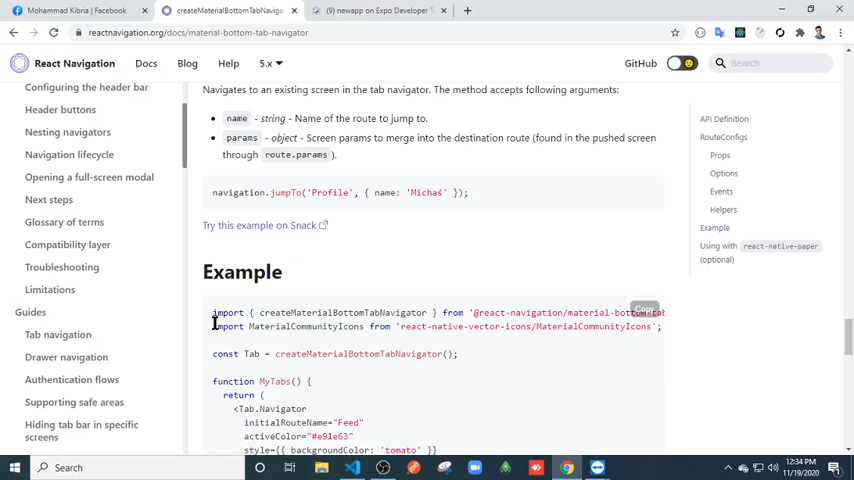 Mohammad Kibria | Facebook
createMaterialBottomTabNavigat
newapp on Expo Developer T
reactnavigation.org/docs/material-bottom-tab-navigator
React Navigation
Docs
Blog
Help
5.x
GitHub
Search
Configuring the header bar
Header buttons
Nesting navigators
Navigation lifecycle
Opening a full-screen modal
Next steps
Glossary of terms
Compatibility layer
Troubleshooting
Limitations
Guides
Tab navigation
Drawer navigation
Authentication flows
Supporting safe areas
Hiding tab bar in specific
screens
Navigates to an existing screen in the tab navigator. The method accepts following arguments:
name - string - Name of the route to jump to.
params - object - Screen params to merge into the destination route (found in the pushed screen
through route.params ).
navigation.jumpTo('Profile', { name: 'Michaś' });
Try this example on Snack
Example
Copy
import { createMaterialBottomTabNavigator } from '@react-navigation/material-bottom-tab
import MaterialCommunityIcons from 'react-native-vector-icons/MaterialCommunityIcons';
const Tab = createMaterialBottomTabNavigator();
function MyTabs() {
return (
<Tab.Navigator
initialRouteName="Feed"
activeColor="#e91e63"
style={{ backgroundColor: 'tomato' }}
API Definition
RouteConfigs
Props
Options
Events
Helpers
Example
Using with react-native-paper
(optional)
Search
12:34 PM
11/19/2020